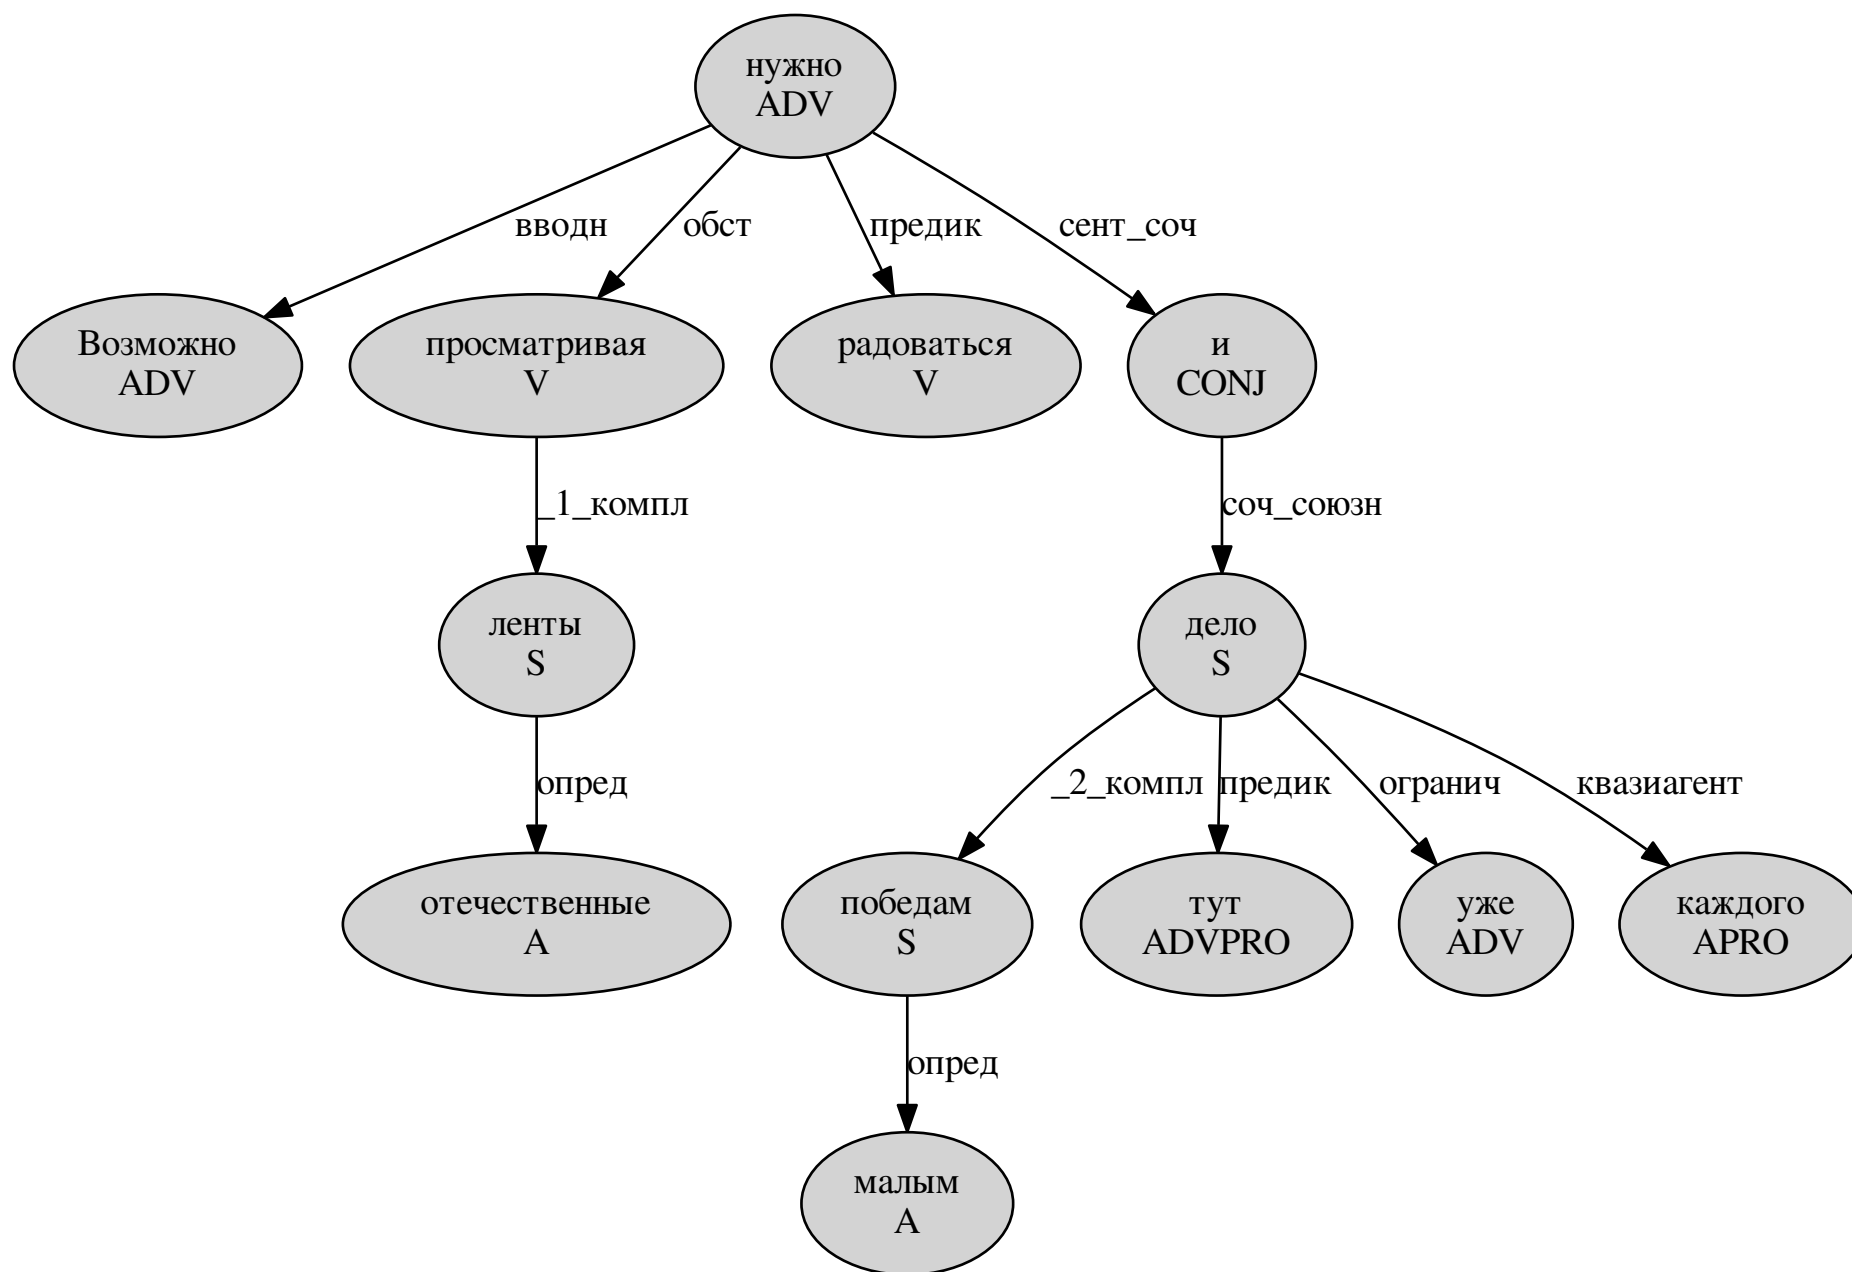 нужно
ADV
вводн
обст
предик
сент_соч
Возможно
ADV
просматривая
V
радоваться
V
и
CONJ
_1_компл
соч_союзн
ленты
S
дело
S
опред
_2_компл
предик
огранич
квазиагент
отечественные
A
победам
S
тут
ADVPRO
уже
ADV
каждого
APRO
опред
малым
A